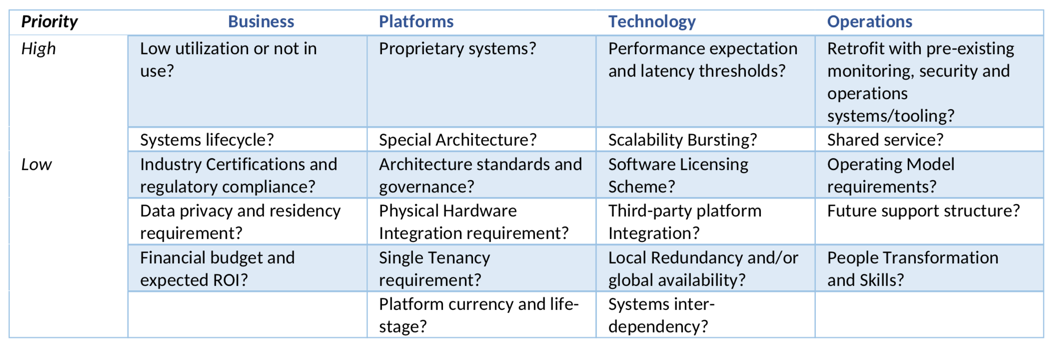 Priority Business Platforms Technology Operations
High Low utilization or not in Proprietary systems? Performance expectation Retrofit with pre-existing
use? and latency thresholds? monitoring, security and
operations
systems/tooling?
Systems lifecycle? Special Architecture? Scalability Bursting? Shared service?
Low Industry Certifications and Architecture standards and Software Licensing Operating Model
regulatory compliance? governance? Scheme? requirements?
Data privacy and residency Physical Hardware Third-party platform Future support structure?
requirement? Integration requirement? Integration?
Financial budget and Single Tenancy Local Redundancy and/or People Transformation
expected ROI? requirement? global availability? and Skills?
Platform currency and life- Systems inter-
stage? dependency?